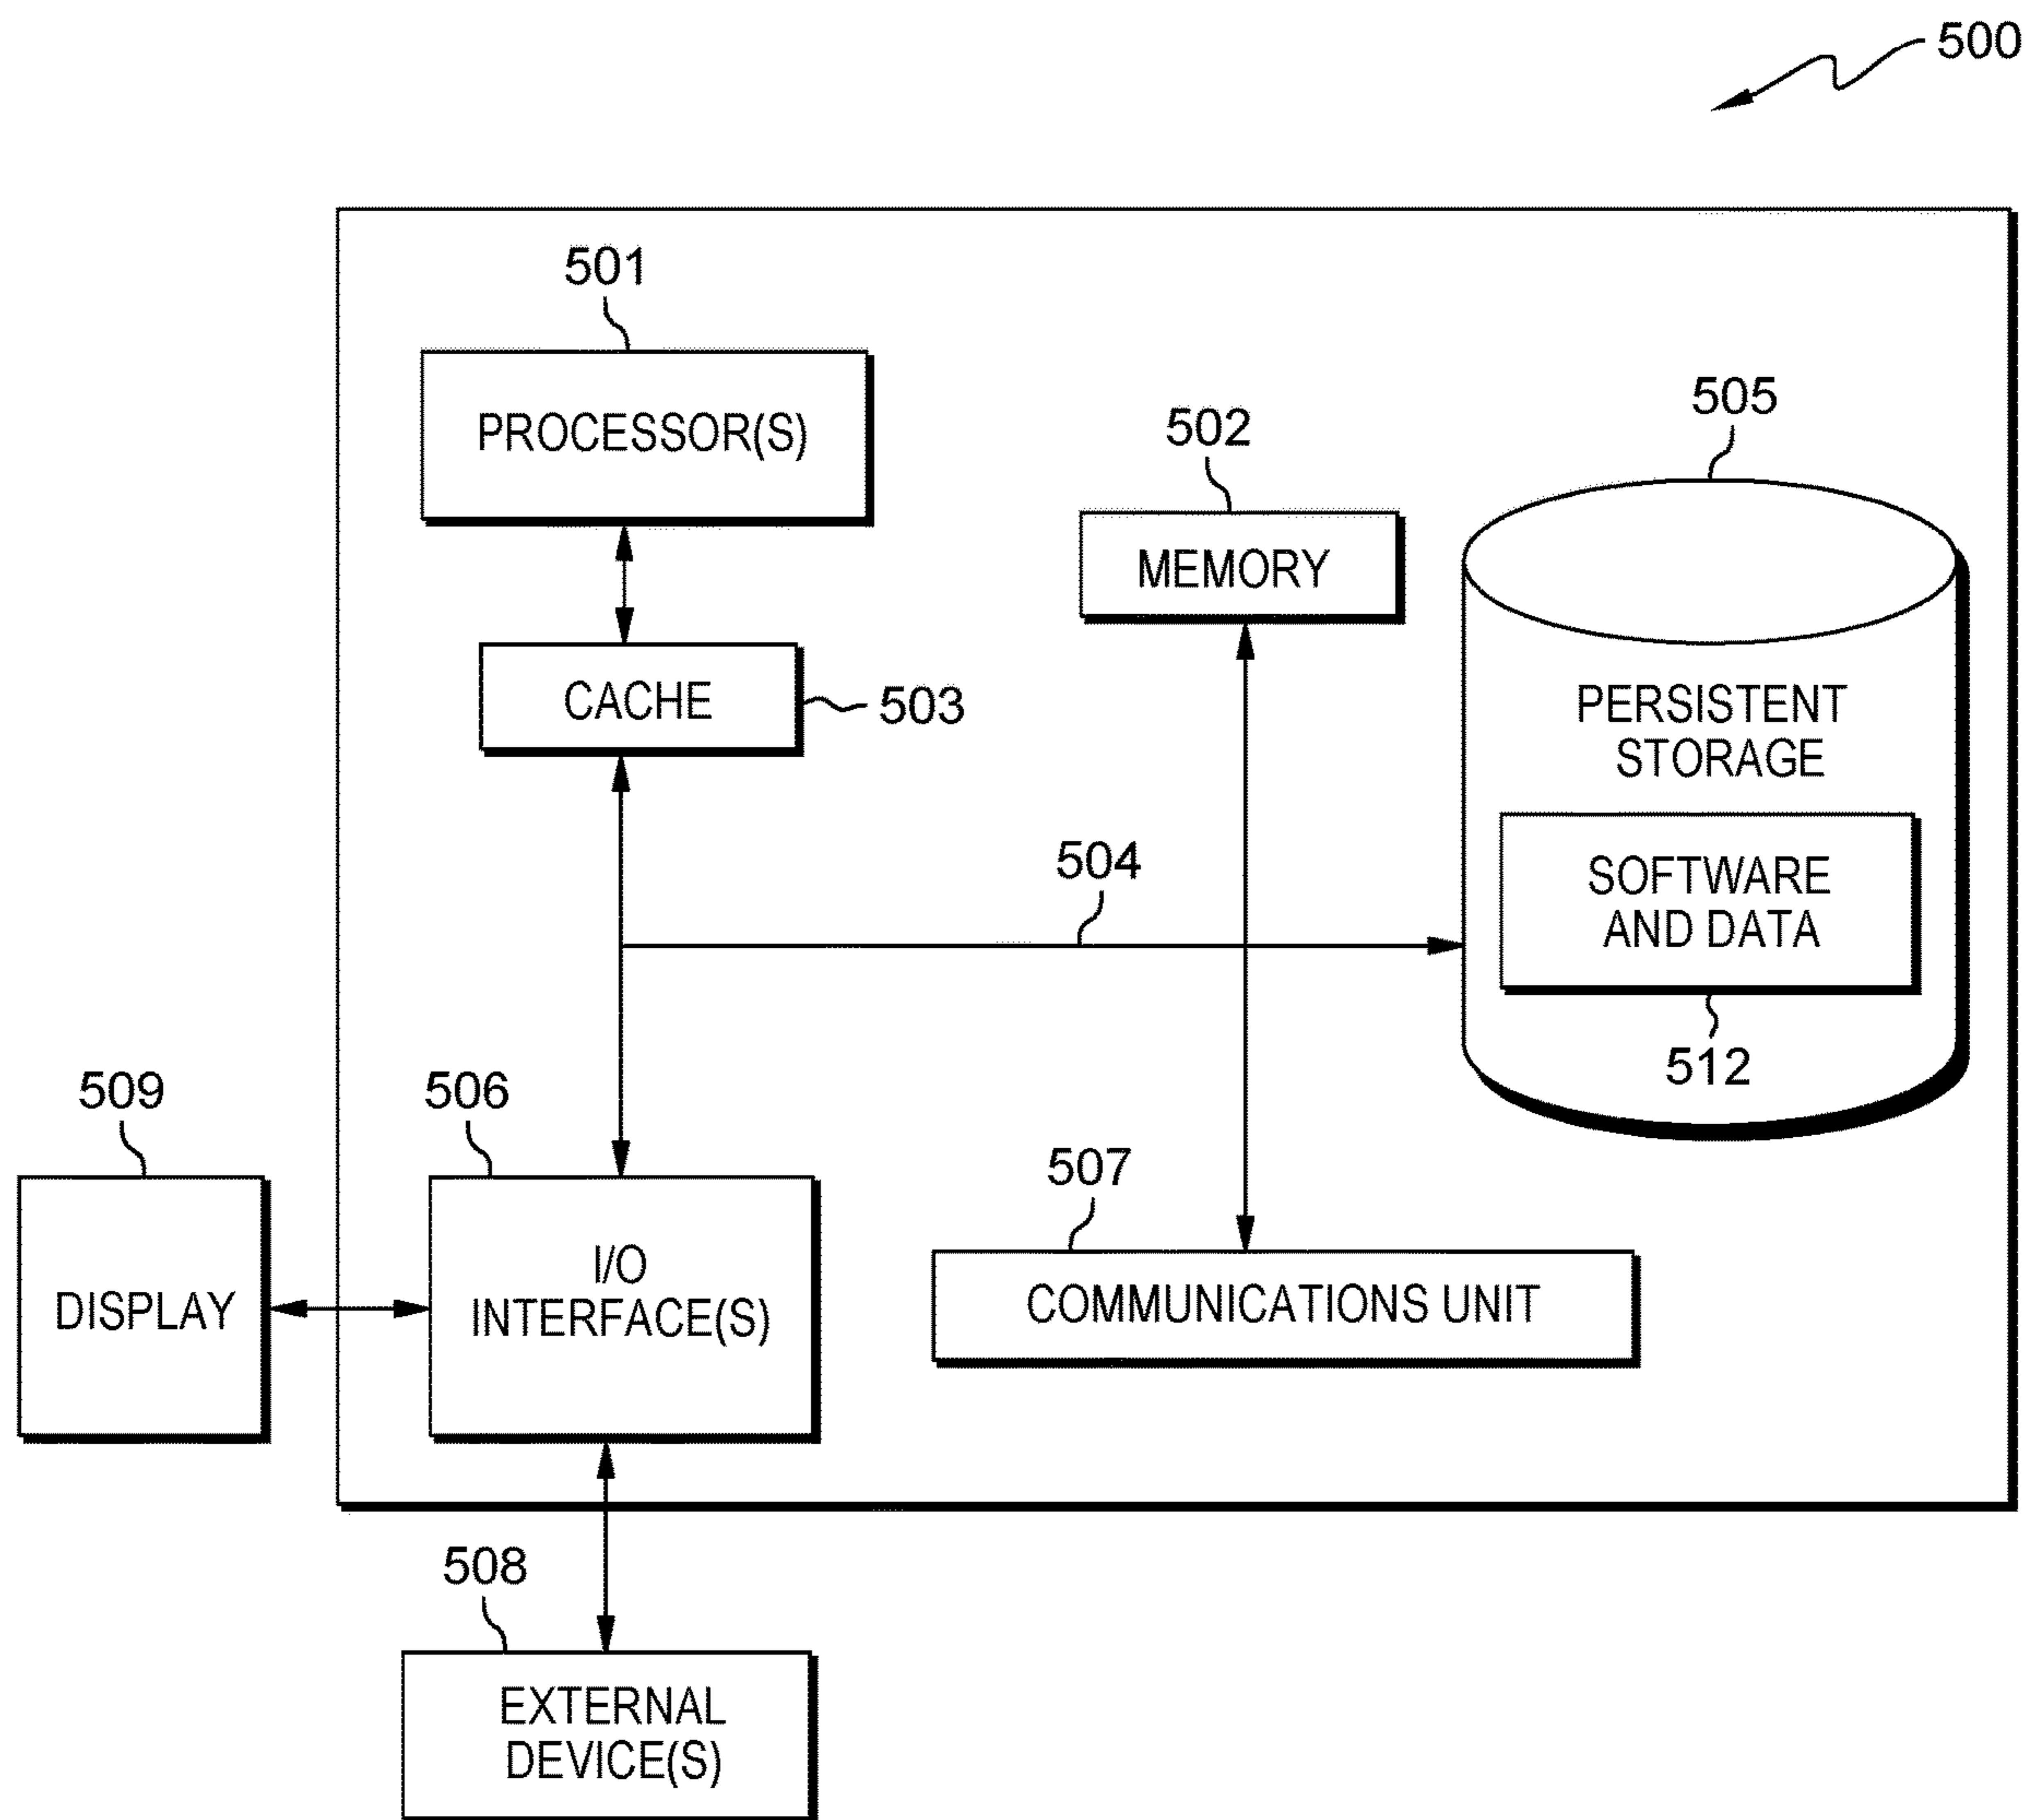 500
501
PROCESSOR(S)
505
502
MEMORY
CACHE
503
PERSISTENT
STORAGE
504
SOFTWARE
AND DATA
512
509
506
507
DISPLAY
I/O
INTERFACE(S)
COMMUNICATIONS UNIT
508
EXTERNAL
DEVICE(S)